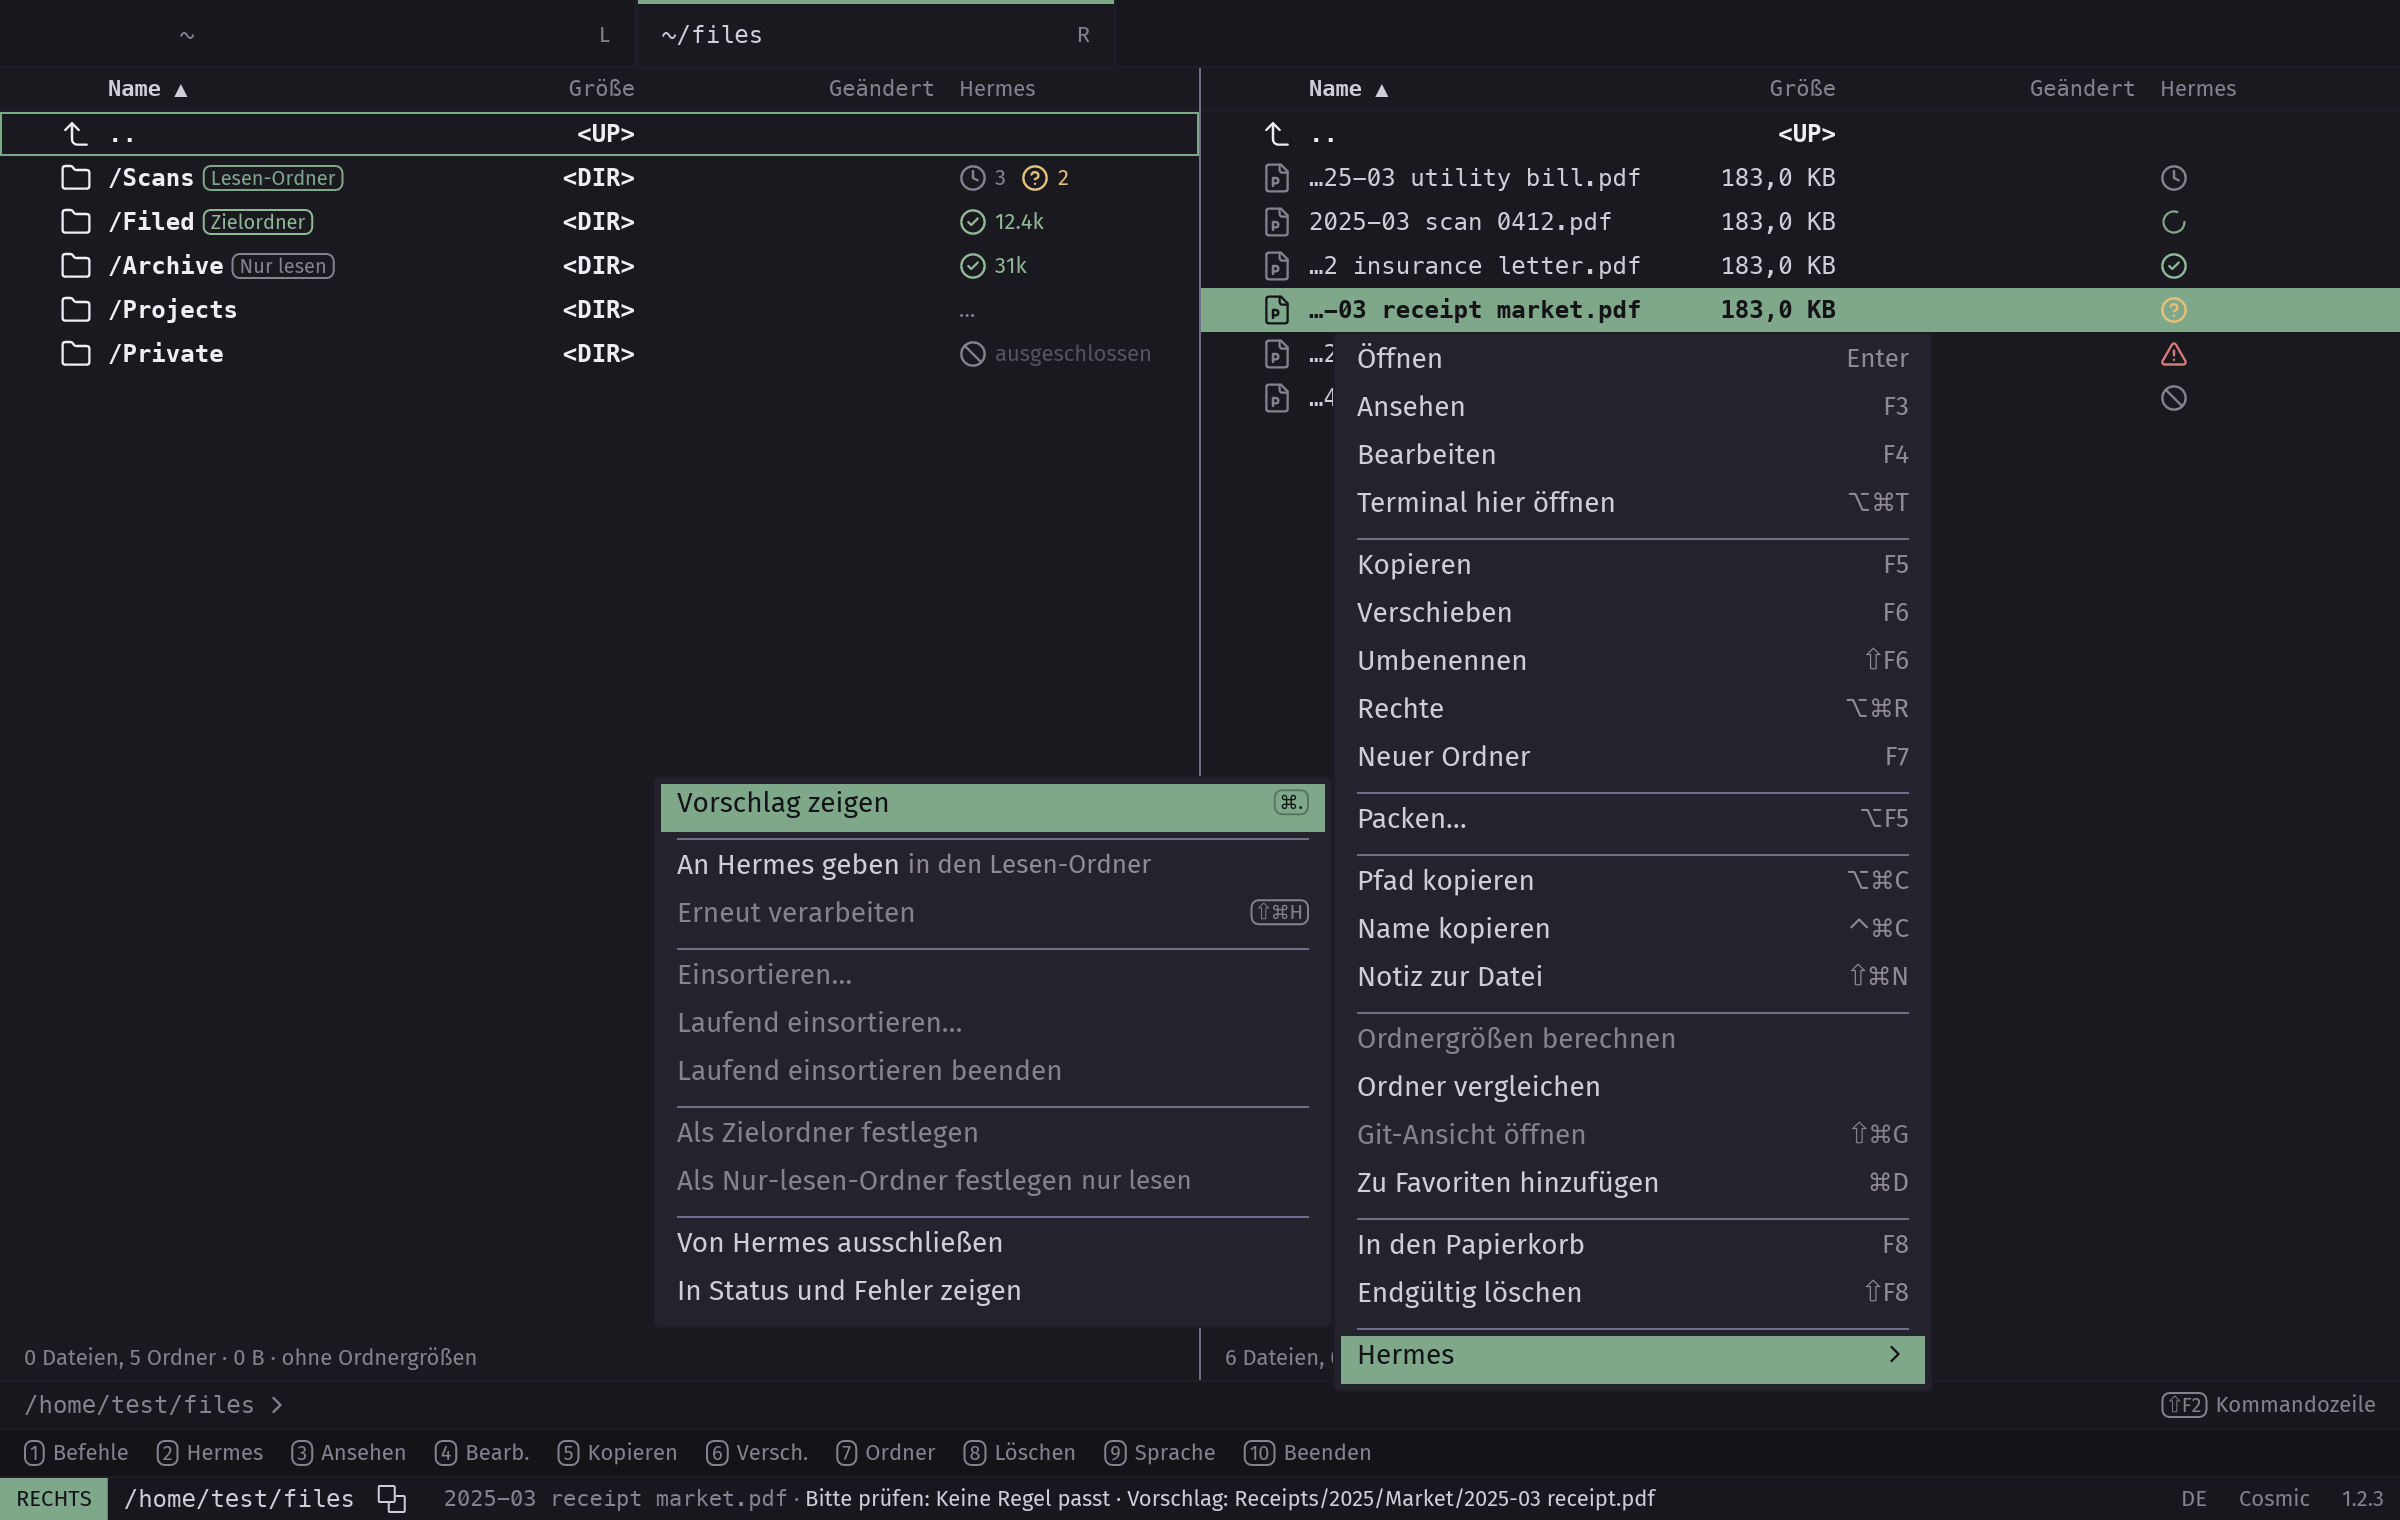 ~ L ~/files R
Name ▲ Größe Geändert Hermes
.. <UP>
/Scans Lesen-Ordner <DIR> 3 2
/Filed Zielordner <DIR> 12.4k
/Archive Nur lesen <DIR> 31k
/Projects <DIR> …
/Private <DIR> ausgeschlossen
Name ▲ Größe Geändert Hermes
.. <UP>
…25-03 utility bill.pdf 183,0 KB
2025-03 scan 0412.pdf 183,0 KB
…2 insurance letter.pdf 183,0 KB
…-03 receipt market.pdf 183,0 KB
…2
…4
Öffnen Enter
Ansehen F3
Bearbeiten F4
Terminal hier öffnen ⌥⌘T
Kopieren F5
Verschieben F6
Umbenennen ⇧F6
Rechte ⌥⌘R
Neuer Ordner F7
Packen… ⌥F5
Pfad kopieren ⌥⌘C
Name kopieren ^⌘C
Notiz zur Datei ⇧⌘N
Ordnergrößen berechnen
Ordner vergleichen
Git-Ansicht öffnen ⇧⌘G
Zu Favoriten hinzufügen ⌘D
In den Papierkorb F8
Endgültig löschen ⇧F8
Hermes
Vorschlag zeigen ⌘.
An Hermes geben in den Lesen-Ordner
Erneut verarbeiten ⇧⌘H
Einsortieren…
Laufend einsortieren…
Laufend einsortieren beenden
Als Zielordner festlegen
Als Nur-lesen-Ordner festlegen nur lesen
Von Hermes ausschließen
In Status und Fehler zeigen
0 Dateien, 5 Ordner · 0 B · ohne Ordnergrößen
6 Dateien,
/home/test/files > ⇧F2 Kommandozeile
1 Befehle 2 Hermes 3 Ansehen 4 Bearb. 5 Kopieren 6 Versch. 7 Ordner 8 Löschen 9 Sprache 10 Beenden
RECHTS /home/test/files 2025-03 receipt market.pdf · Bitte prüfen: Keine Regel passt · Vorschlag: Receipts/2025/Market/2025-03 receipt.pdf DE Cosmic 1.2.3